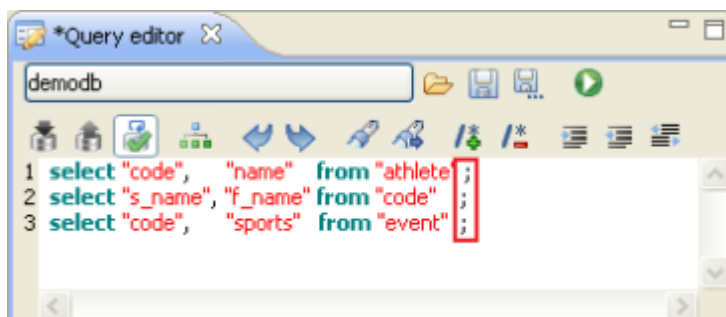 *Query editor
demodb
1 select "code", "name" from "athlete" ;
2 select "s_name", "f_name" from "code" ;
3 select "code", "sports" from "event" ;